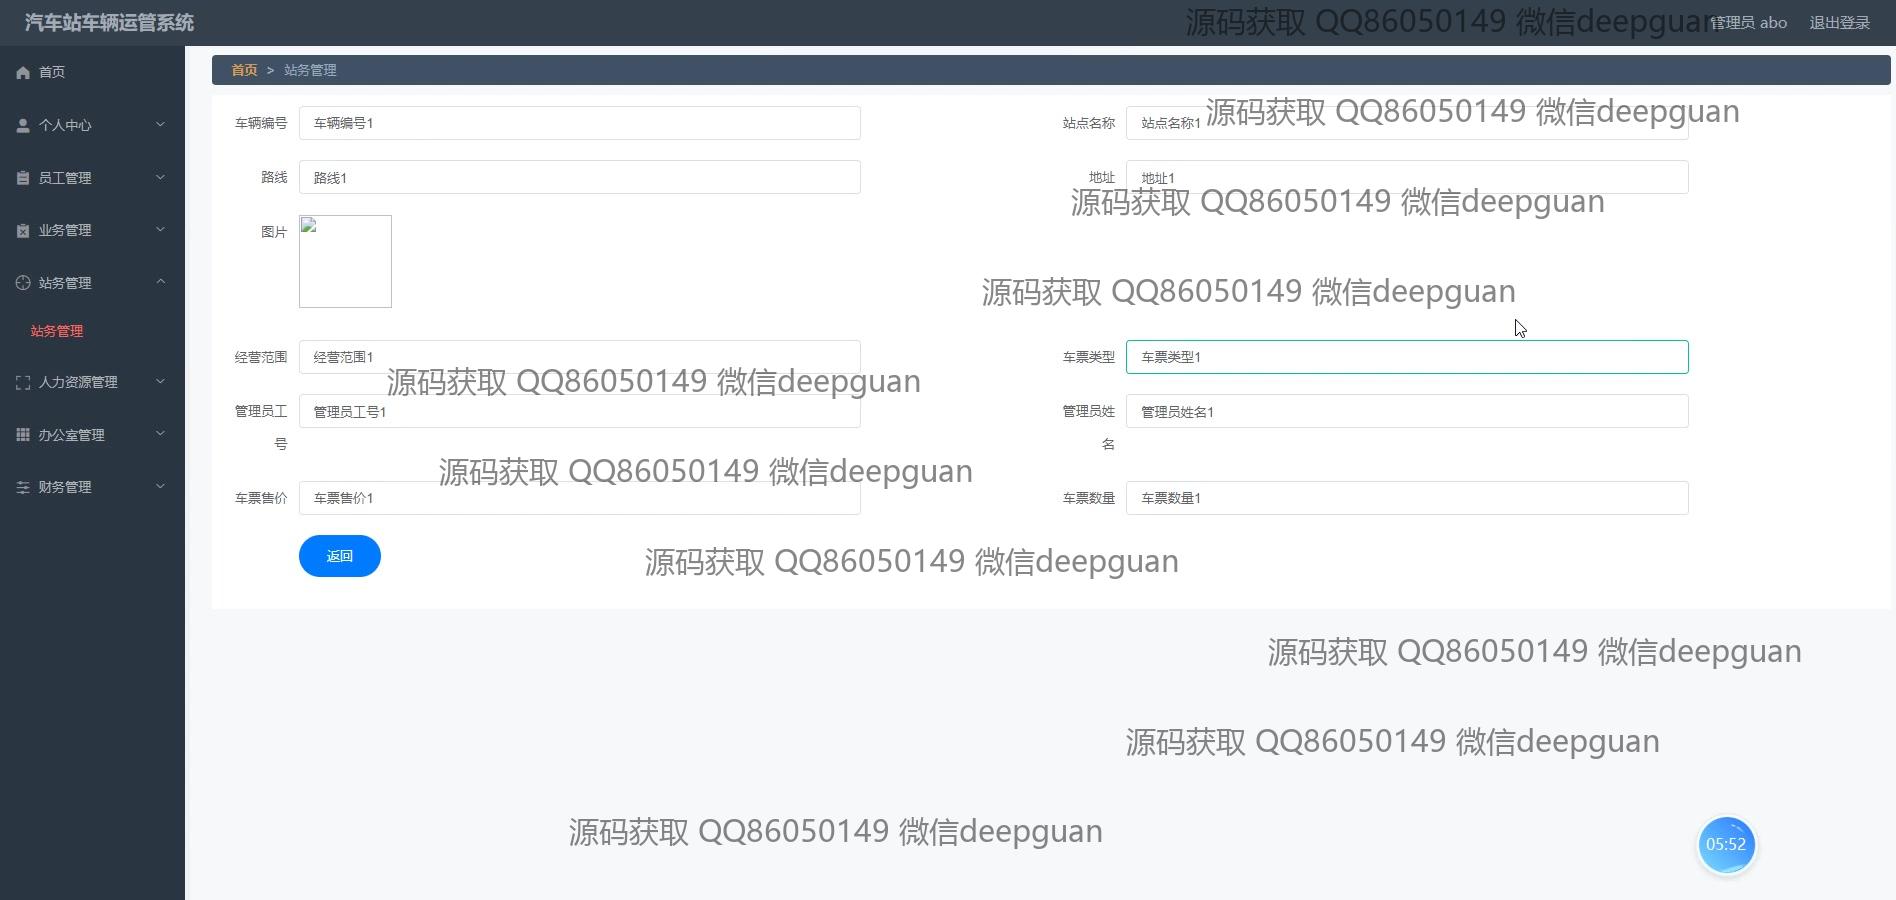 汽车站车辆运管系统
源码获取 QQ86050149 微信deepguan
管理员 abo
退出登录
首页
个人中心
员工管理
业务管理
站务管理
站务管理
人力资源管理
办公室管理
财务管理
首页 > 站务管理
车辆编号 车辆编号1
站点名称 站点名称1
源码获取 QQ86050149 微信deepguan
路线 路线1
地址 地址1
源码获取 QQ86050149 微信deepguan
图片
源码获取 QQ86050149 微信deepguan
经营范围 经营范围1
车票类型 车票类型1
源码获取 QQ86050149 微信deepguan
管理员工号 管理员工号1
管理员姓名 管理员姓名1
源码获取 QQ86050149 微信deepguan
车票售价 车票售价1
车票数量 车票数量1
返回
源码获取 QQ86050149 微信deepguan
源码获取 QQ86050149 微信deepguan
源码获取 QQ86050149 微信deepguan
源码获取 QQ86050149 微信deepguan
05:52